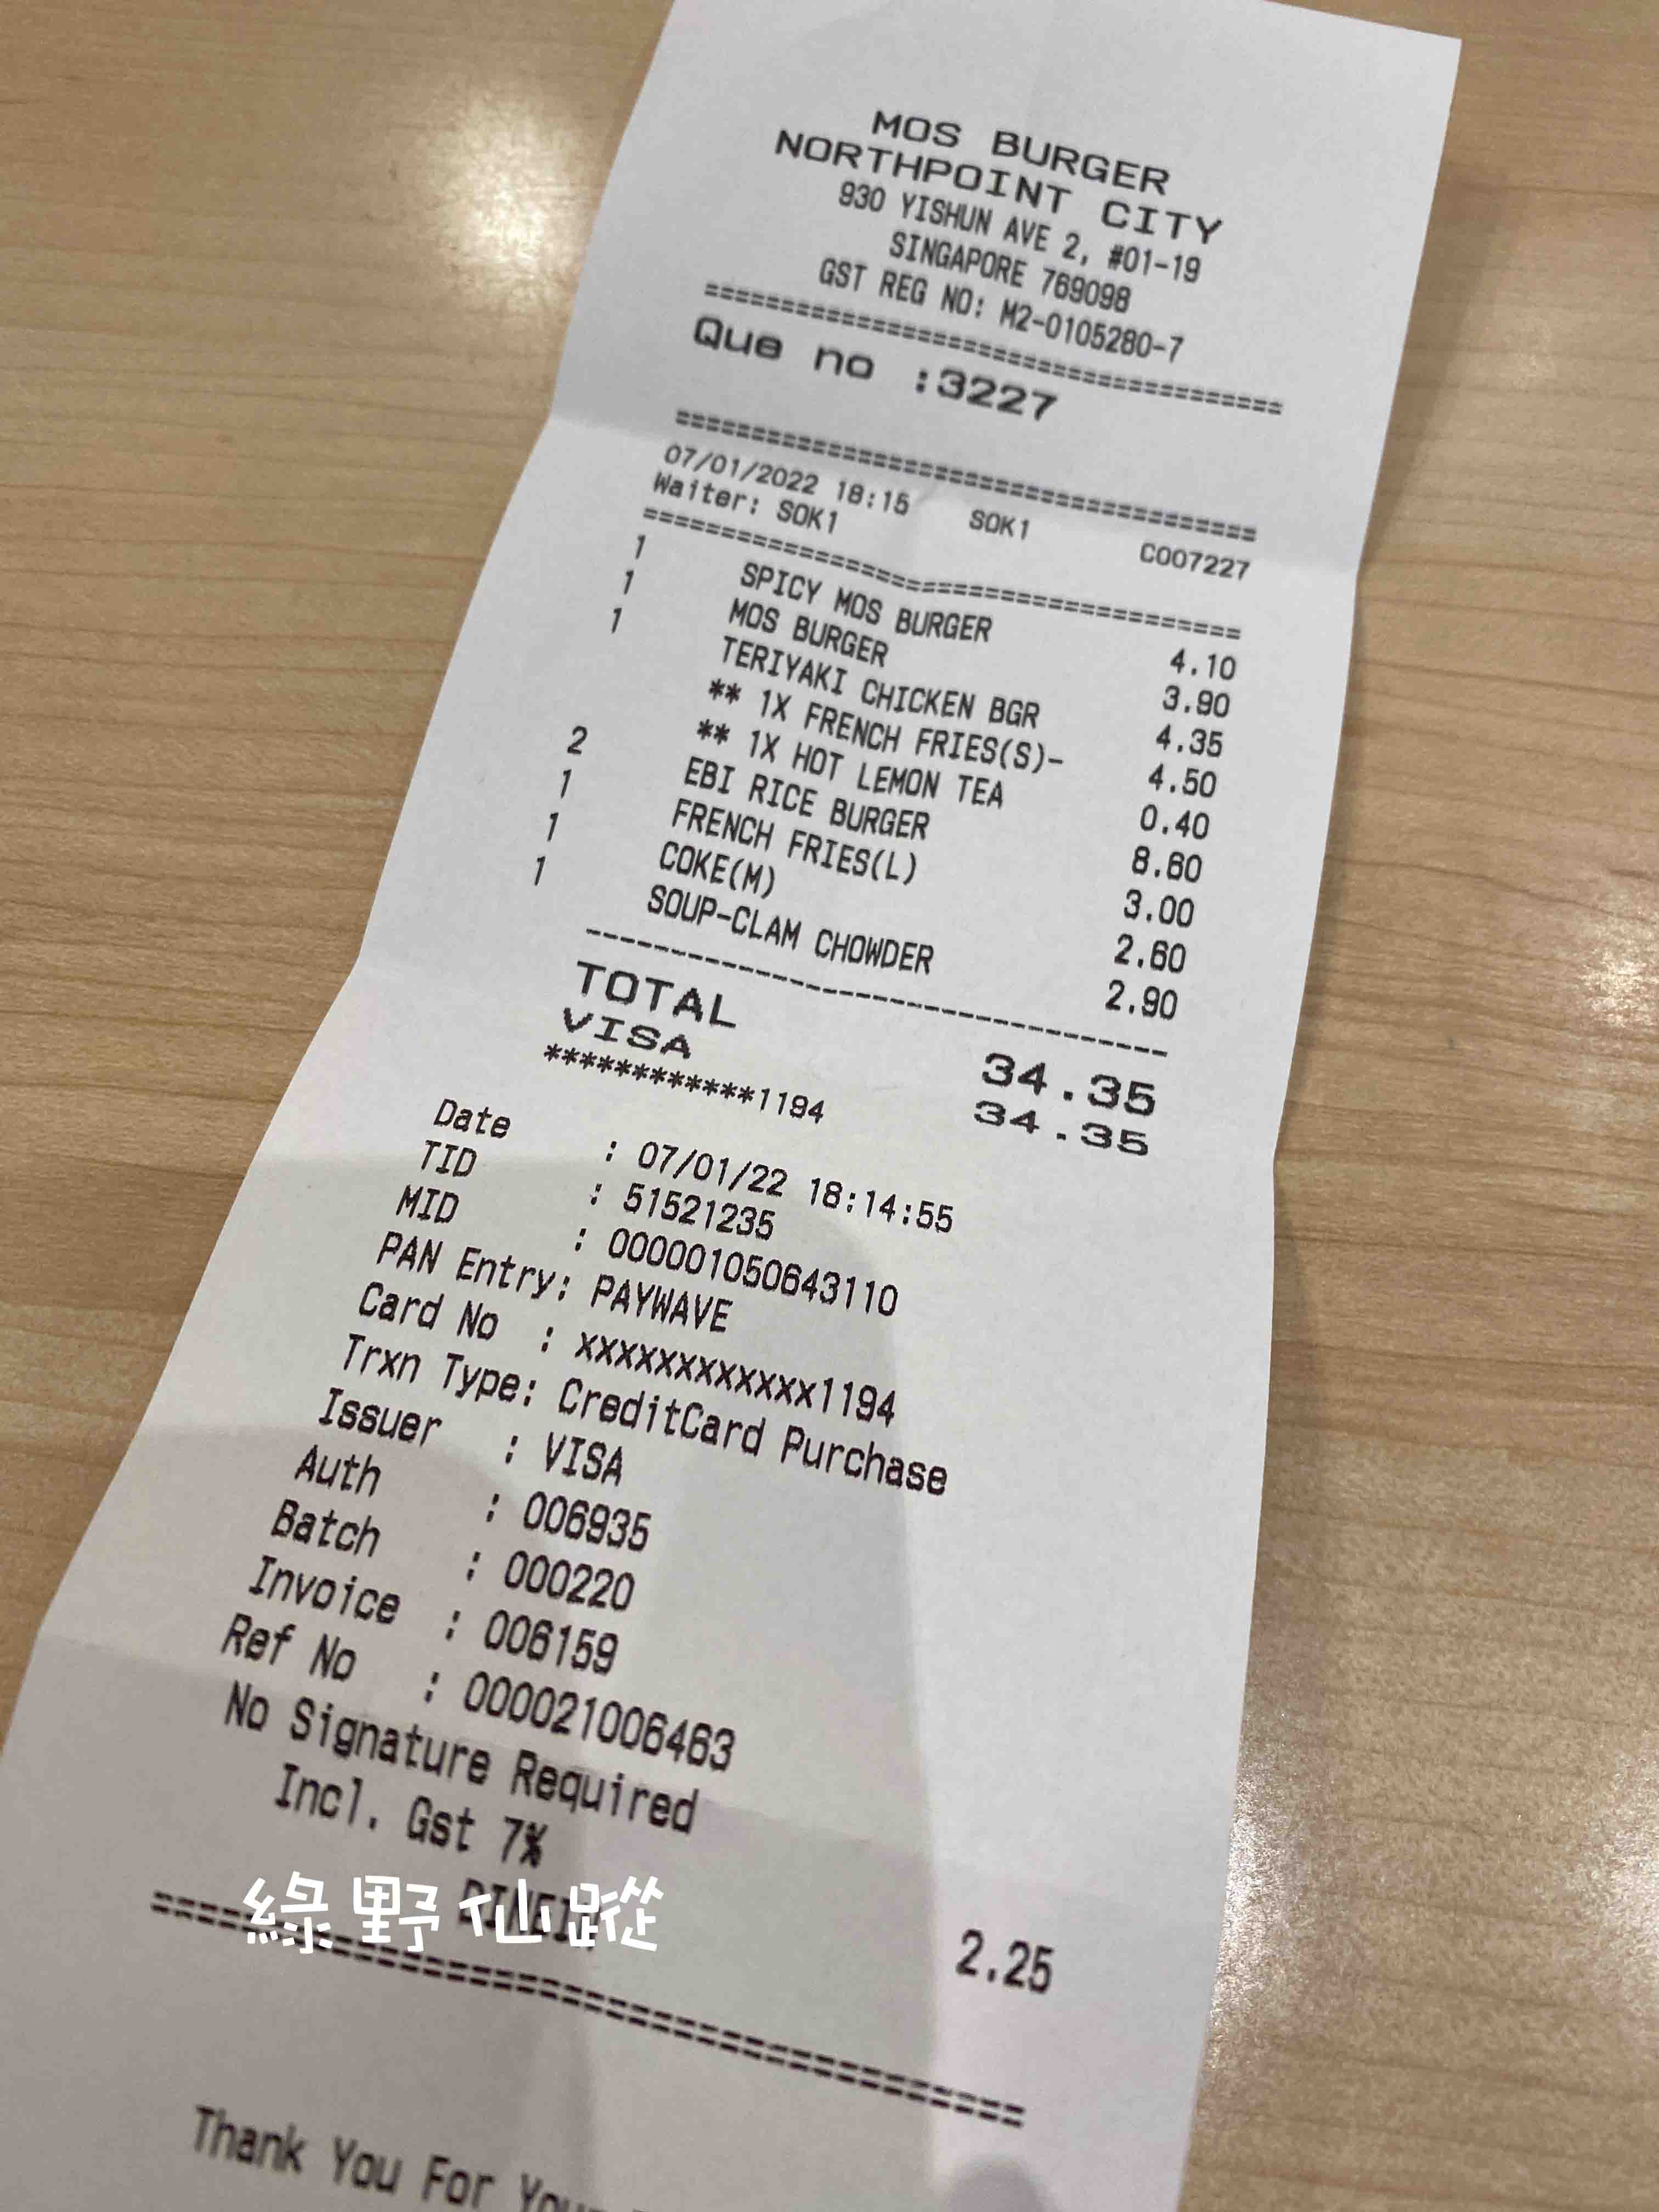 MOS BURGER
NORTHPOINT CITY
930 YISHUN AVE 2, #01-19
SINGAPORE 769098
GST REG NO: M2-0105280-7
========================================
Que no :3227
========================================
07/01/2022 18:15 SOK1 C007227
Waiter: SOK1
========================================
1 SPICY MOS BURGER 4.10
1 MOS BURGER 3.90
1 TERIYAKI CHICKEN BGR 4.35
** 1X FRENCH FRIES(S)- 4.50
** 1X HOT LEMON TEA 0.40
2 EBI RICE BURGER 8.60
1 FRENCH FRIES(L) 3.00
1 COKE(M) 2.60
1 SOUP-CLAM CHOWDER 2.90
----------------------------------------
TOTAL 34.35
VISA 34.35
************1194
Date : 07/01/22 18:14:55
TID : 51521235
MID : 000001050643110
PAN Entry: PAYWAVE
Card No : xxxxxxxxxxxx1194
Trxn Type: CreditCard Purchase
Issuer : VISA
Auth : 006935
Batch : 000220
Invoice : 006159
Ref No : 000021006463
No Signature Required
Incl. Gst 7% 2.25
綠野仙蹤
========================================
Thank You For